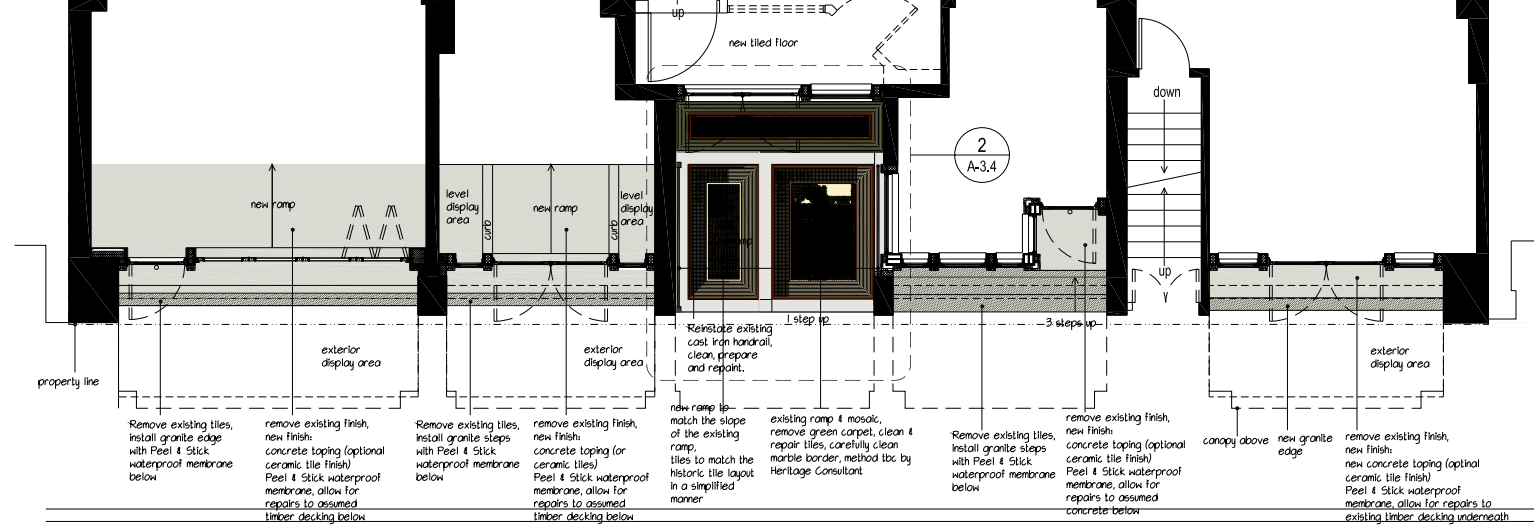 up
new tiled floor
down
2
A-3.4
level
display
area
level
display
area
new ramp
new ramp
curb
curb
up
1 step up
3 steps up
Reinstate existing
cast iron handrail,
clean, prepare
and repaint.
exterior
display area
exterior
display area
exterior
display area
property line
Remove existing tiles,
install granite edge
with Peel & Stick
waterproof membrane
below
remove existing finish,
new finish:
concrete toping (optional
ceramic tile finish)
Peel & Stick waterproof
membrane, allow for
repairs to assumed
timber decking below
Remove existing tiles,
install granite steps
with Peel & Stick
waterproof membrane
below
remove existing finish,
new finish:
concrete toping (or
ceramic tiles)
Peel & Stick waterproof
membrane, allow for
repairs to assumed
timber decking below
new ramp to
match the slope
of the existing
ramp,
tiles to match the
historic tile layout
in a simplified
manner
existing ramp & mosaic,
remove green carpet, clean &
repair tiles, carefully clean
marble border, method tbc by
Heritage Consultant
Remove existing tiles,
install granite steps
with Peel & Stick
waterproof membrane
below
remove existing finish,
new finish:
concrete toping (optional
ceramic tile finish)
Peel & Stick waterproof
membrane, allow for
repairs to assumed
concrete below
canopy above
new granite
edge
remove existing finish,
new finish:
new concrete toping (optinal
ceramic tile finish)
Peel & Stick waterproof
membrane, allow for repairs to
existing timber decking underneath